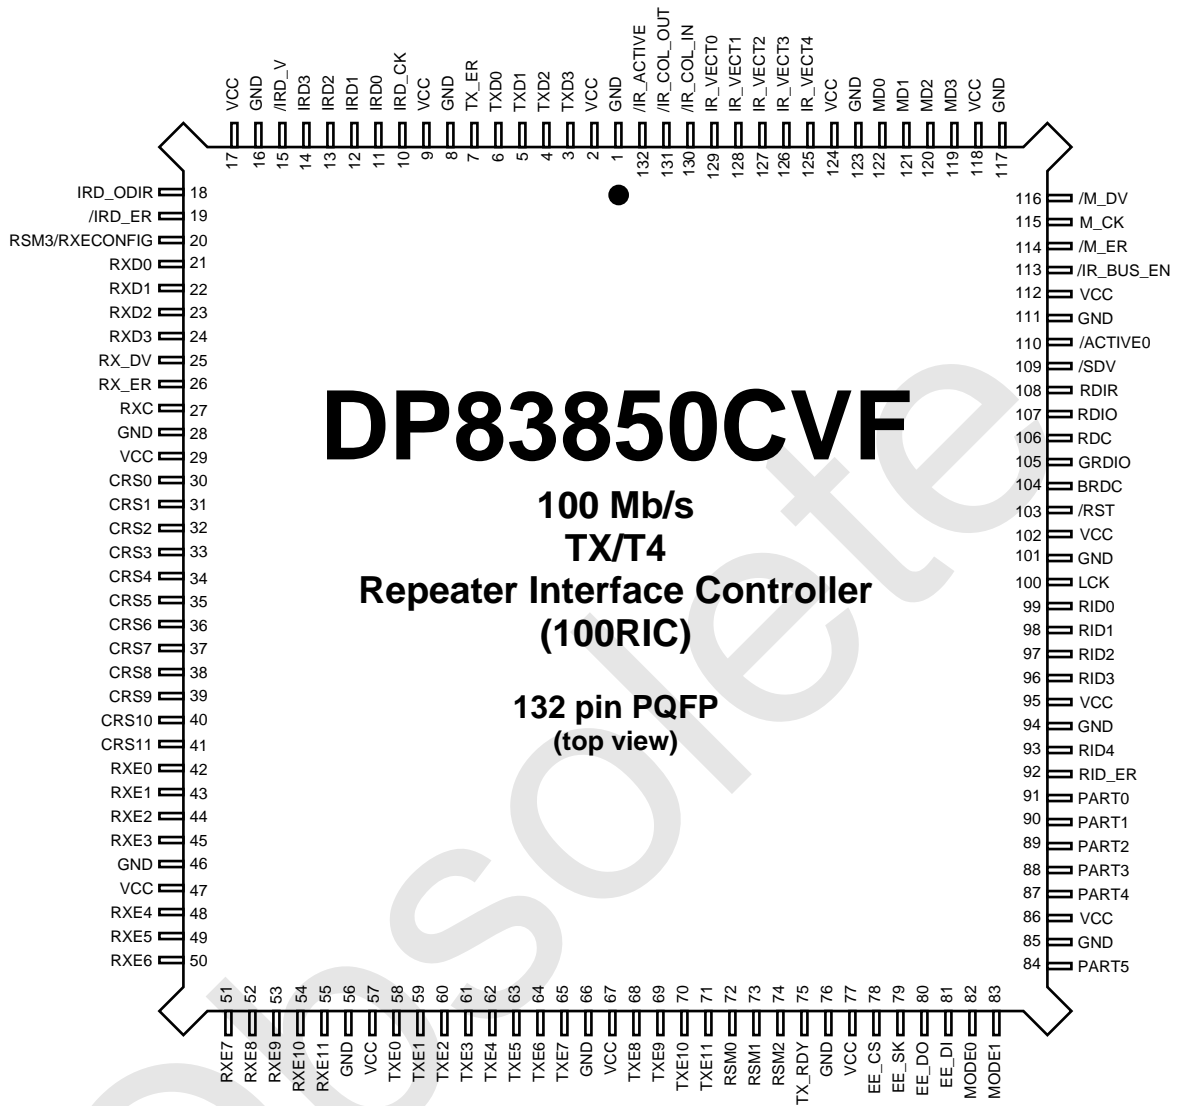 VCC
GND
/IRD_V
IRD3
IRD2
IRD1
IRD0
IRD_CK
VCC
GND
TX_ER
TXD0
TXD1
TXD2
TXD3
VCC
GND
/IR_ACTIVE
/IR_COL_OUT
/IR_COL_IN
IR_VECT0
IR_VECT1
IR_VECT2
IR_VECT3
IR_VECT4
VCC
GND
MD0
MD1
MD2
MD3
VCC
GND
17
16
15
14
13
12
11
10
9
8
7
6
5
4
3
2
1
132
131
130
129
128
127
126
125
124
123
122
121
120
119
118
117
IRD_ODIR 18
/IRD_ER 19
RSM3/RXECONFIG 20
RXD0 21
RXD1 22
RXD2 23
RXD3 24
RX_DV 25
RX_ER 26
RXC 27
GND 28
VCC 29
CRS0 30
CRS1 31
CRS2 32
CRS3 33
CRS4 34
CRS5 35
CRS6 36
CRS7 37
CRS8 38
CRS9 39
CRS10 40
CRS11 41
RXE0 42
RXE1 43
RXE2 44
RXE3 45
GND 46
VCC 47
RXE4 48
RXE5 49
RXE6 50
DP83850CVF
100 Mb/s
TX/T4
Repeater Interface Controller
(100RIC)
132 pin PQFP
(top view)
116 /M_DV
115 M_CK
114 /M_ER
113 /IR_BUS_EN
112 VCC
111 GND
110 /ACTIVE0
109 /SDV
108 RDIR
107 RDIO
106 RDC
105 GRDIO
104 BRDC
103 /RST
102 VCC
101 GND
100 LCK
99 RID0
98 RID1
97 RID2
96 RID3
95 VCC
94 GND
93 RID4
92 RID_ER
91 PART0
90 PART1
89 PART2
88 PART3
87 PART4
86 VCC
85 GND
84 PART5
51
52
53
54
55
56
57
58
59
60
61
62
63
64
65
66
67
68
69
70
71
72
73
74
75
76
77
78
79
80
81
82
83
RXE7
RXE8
RXE9
RXE10
RXE11
GND
VCC
TXE0
TXE1
TXE2
TXE3
TXE4
TXE5
TXE6
TXE7
GND
VCC
TXE8
TXE9
TXE10
TXE11
RSM0
RSM1
RSM2
TX_RDY
GND
VCC
EE_CS
EE_SK
EE_DO
EE_DI
MODE0
MODE1
Obsolete